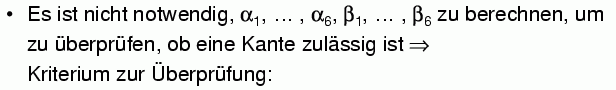 • Es ist nicht notwendig, α₁, ... , α₆, β₁, ... , β₆ zu berechnen, um
zu überprüfen, ob eine Kante zulässig ist ⇒
Kriterium zur Überprüfung: